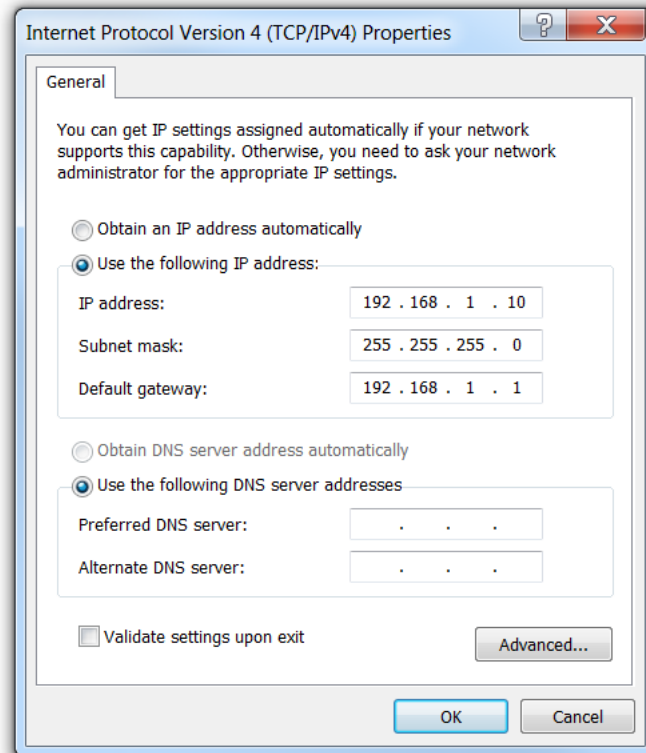 Internet Protocol Version 4 (TCP/IPv4) Properties
?
X
General
You can get IP settings assigned automatically if your network
supports this capability. Otherwise, you need to ask your network
administrator for the appropriate IP settings.
Obtain an IP address automatically
Use the following IP address:
IP address: 192 . 168 . 1 . 10
Subnet mask: 255 . 255 . 255 . 0
Default gateway: 192 . 168 . 1 . 1
Obtain DNS server address automatically
Use the following DNS server addresses
Preferred DNS server: . . .
Alternate DNS server: . . .
Validate settings upon exit
Advanced...
OK
Cancel